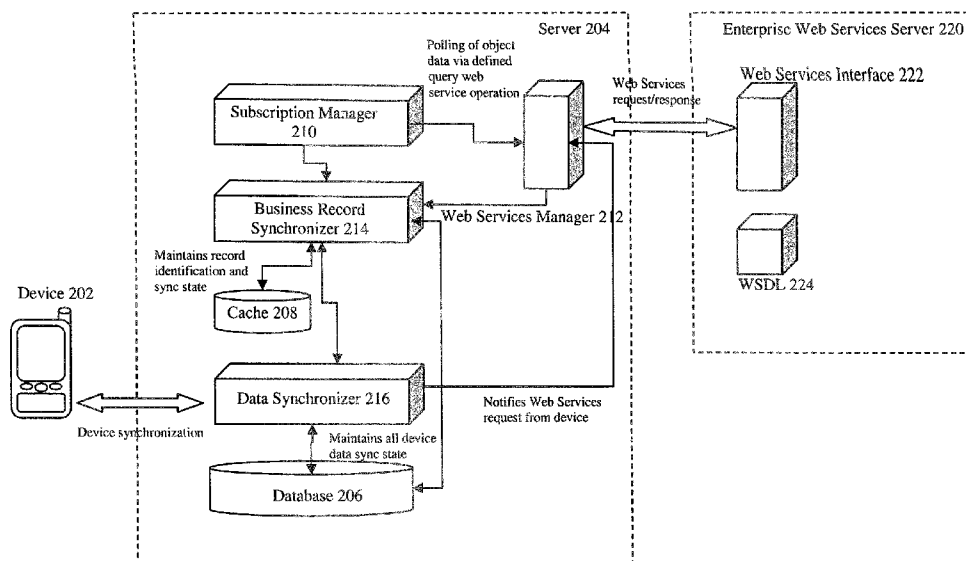 Server 204
Enterprise Web Services Server 220
Polling of object
data via defined
query web
service operation
Web Services
request/response
Web Services Interface 222
Subscription Manager
210
Business Record
Synchronizer 214
Web Services Manager 212
WSDL 224
Maintains record
identification and
sync state
Cache 208
Device 202
Data Synchronizer 216
Notifies Web Services
request from device
Device synchronization
Maintains all device
data sync state
Database 206